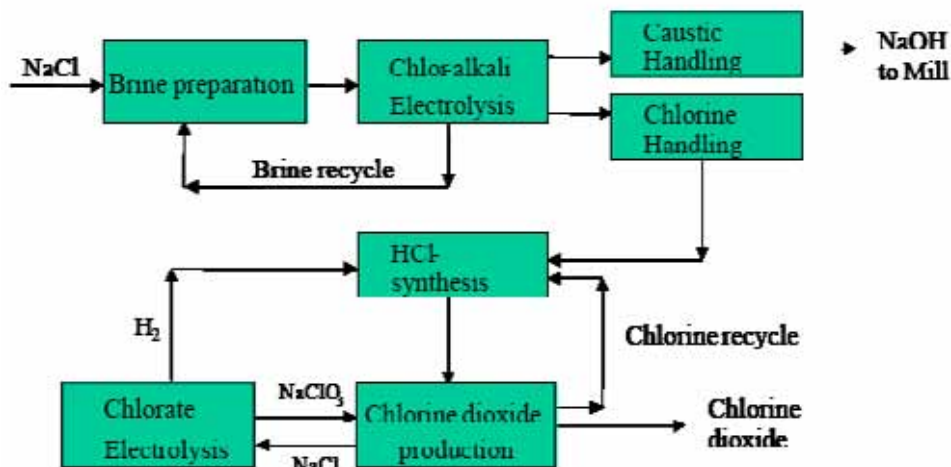 NaCl
Brine preparation
Chlor-alkali
Electrolysis
Caustic
Handling
NaOH
to Mill
Chlorine
Handling
Brine recycle
HCl-
synthesis
H2
Chlorine recycle
Chlorate
Electrolysis
NaClO3
NaCl
Chlorine dioxide
production
Chlorine
dioxide